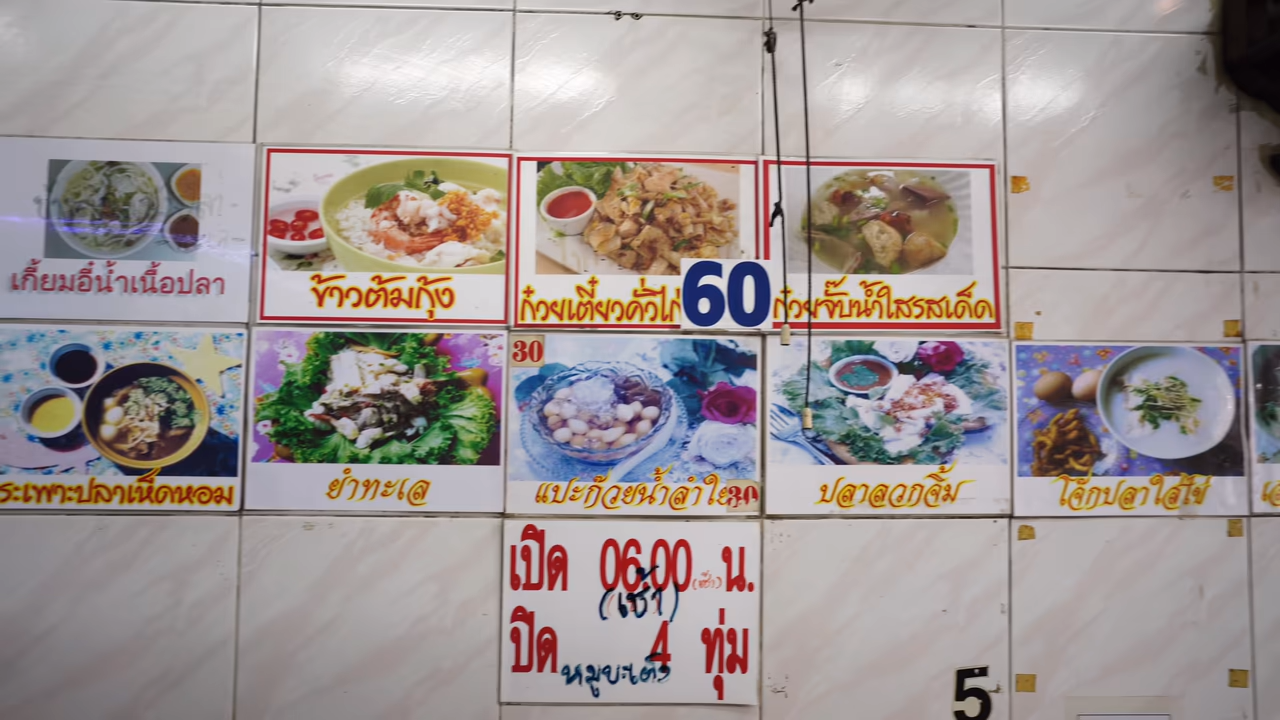 เกี้ยมอี๋น้ำเนื้อปลา
ข้าวต้มกุ้ง
ก๋วยเตี๋ยวคั่วไก่
60
ก๋วยจั๊บน้ำใสรสเด็ด
ระเพาะปลาเห็ดหอม
ยำทะเล
30
แปะก๊วยน้ำลำใย
30
ปลาลวกจิ้ม
โจ๊กปลาใส่ไข่
เปิด 06.00 น.
(เช้า)
ปิด 4 ทุ่ม
5